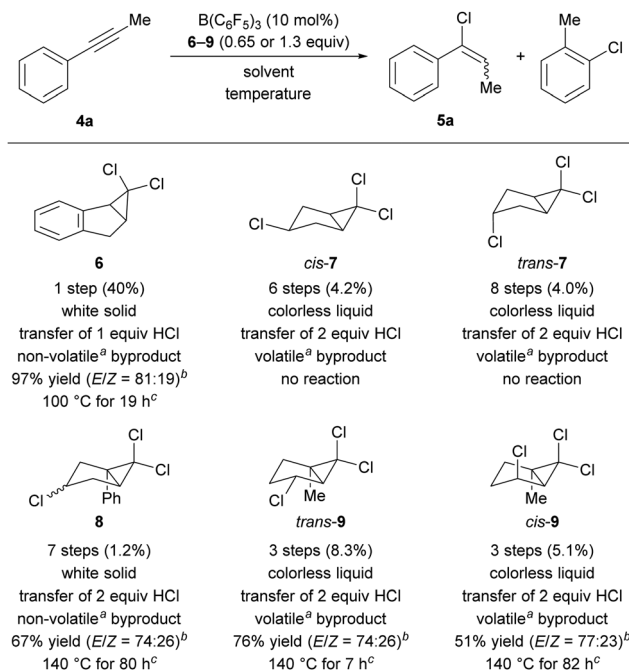 B(C6F5)3 (10 mol%)
6–9 (0.65 or 1.3 equiv)
solvent
temperature
Me
4a
Cl
Me
5a
+
Me
Cl
Cl
Cl
6
1 step (40%)
white solid
transfer of 1 equiv HCl
non-volatile^a byproduct
97% yield (E/Z = 81:19)^b
100 °C for 19 h^c
Cl
Cl
Cl
cis-7
6 steps (4.2%)
colorless liquid
transfer of 2 equiv HCl
volatile^a byproduct
no reaction
Cl
Cl
Cl
trans-7
8 steps (4.0%)
colorless liquid
transfer of 2 equiv HCl
volatile^a byproduct
no reaction
Cl
Cl
Cl
Ph
8
7 steps (1.2%)
white solid
transfer of 2 equiv HCl
non-volatile^a byproduct
67% yield (E/Z = 74:26)^b
140 °C for 80 h^c
Cl
Cl
Cl
Me
trans-9
3 steps (8.3%)
colorless liquid
transfer of 2 equiv HCl
volatile^a byproduct
76% yield (E/Z = 74:26)^b
140 °C for 7 h^c
Cl
Cl
Cl
Me
cis-9
3 steps (5.1%)
colorless liquid
transfer of 2 equiv HCl
volatile^a byproduct
51% yield (E/Z = 77:23)^b
140 °C for 82 h^c